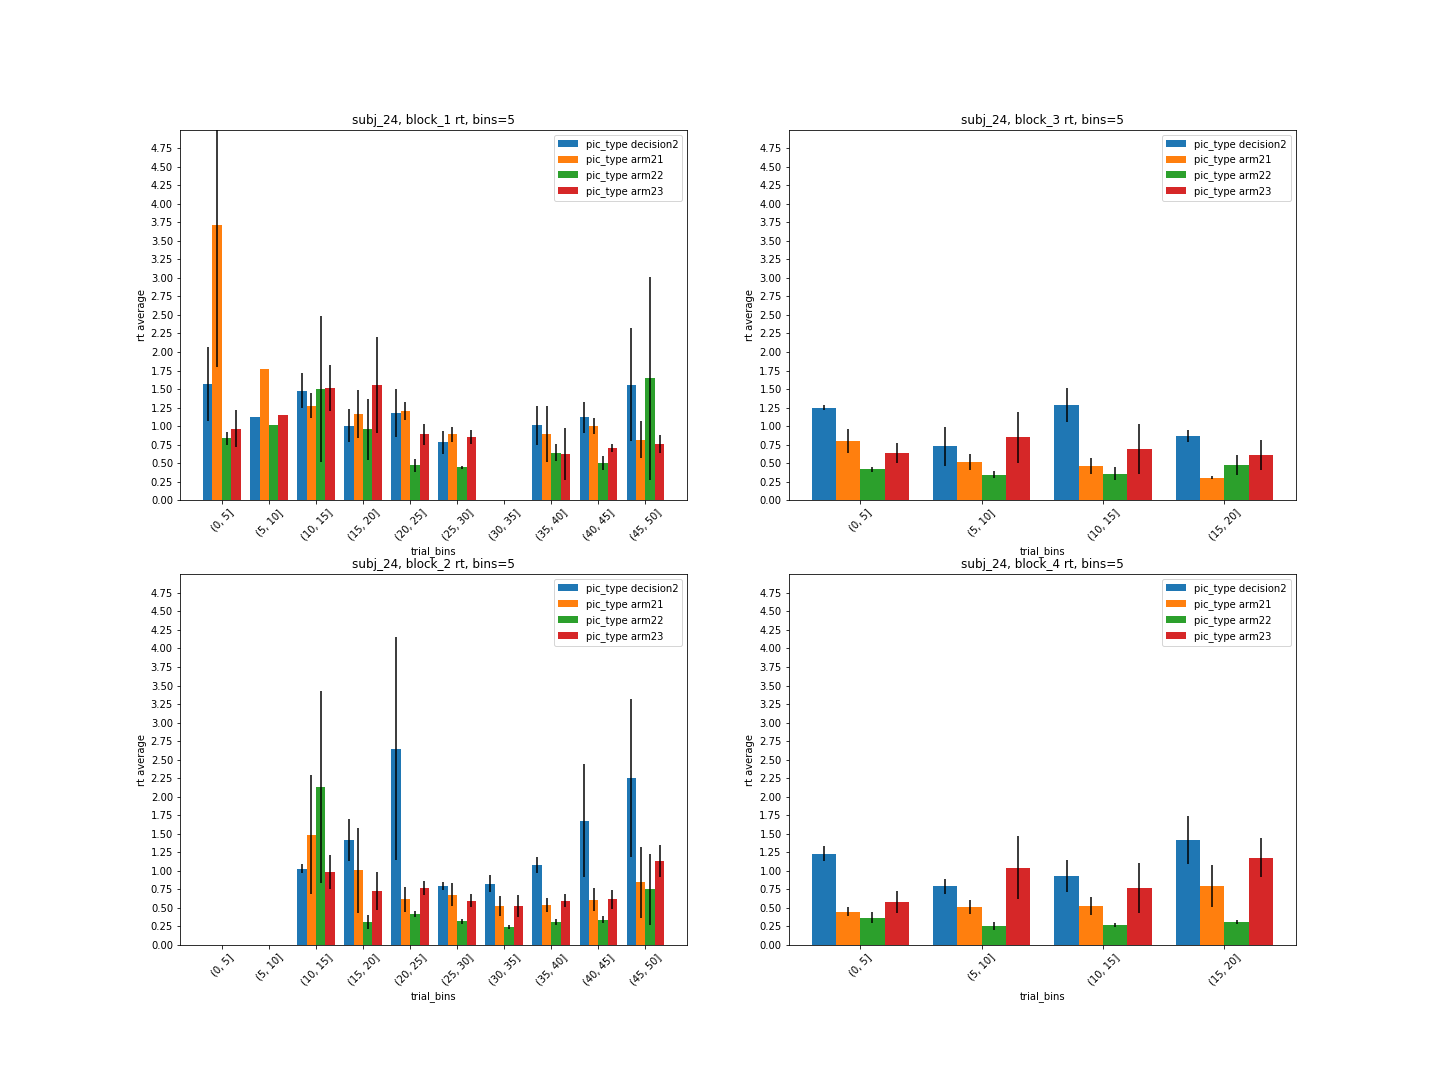 subj_24, block_1 rt, bins=5
4.75
4.50
4.25
4.00
3.75
3.50
3.25
3.00
2.75
2.50
2.25
2.00
1.75
1.50
1.25
1.00
0.75
0.50
0.25
0.00
rt average
pic_type decision2
pic_type arm21
pic_type arm22
pic_type arm23
(0, 5] (5, 10] (10, 15] (15, 20] (20, 25] (25, 30] (30, 35] (35, 40] (40, 45] (45, 50]
trial_bins
subj_24, block_3 rt, bins=5
4.75
4.50
4.25
4.00
3.75
3.50
3.25
3.00
2.75
2.50
2.25
2.00
1.75
1.50
1.25
1.00
0.75
0.50
0.25
0.00
rt average
pic_type decision2
pic_type arm21
pic_type arm22
pic_type arm23
(0, 5] (5, 10] (10, 15] (15, 20]
trial_bins
subj_24, block_2 rt, bins=5
4.75
4.50
4.25
4.00
3.75
3.50
3.25
3.00
2.75
2.50
2.25
2.00
1.75
1.50
1.25
1.00
0.75
0.50
0.25
0.00
rt average
pic_type decision2
pic_type arm21
pic_type arm22
pic_type arm23
(0, 5] (5, 10] (10, 15] (15, 20] (20, 25] (25, 30] (30, 35] (35, 40] (40, 45] (45, 50]
trial_bins
subj_24, block_4 rt, bins=5
4.75
4.50
4.25
4.00
3.75
3.50
3.25
3.00
2.75
2.50
2.25
2.00
1.75
1.50
1.25
1.00
0.75
0.50
0.25
0.00
rt average
pic_type decision2
pic_type arm21
pic_type arm22
pic_type arm23
(0, 5] (5, 10] (10, 15] (15, 20]
trial_bins